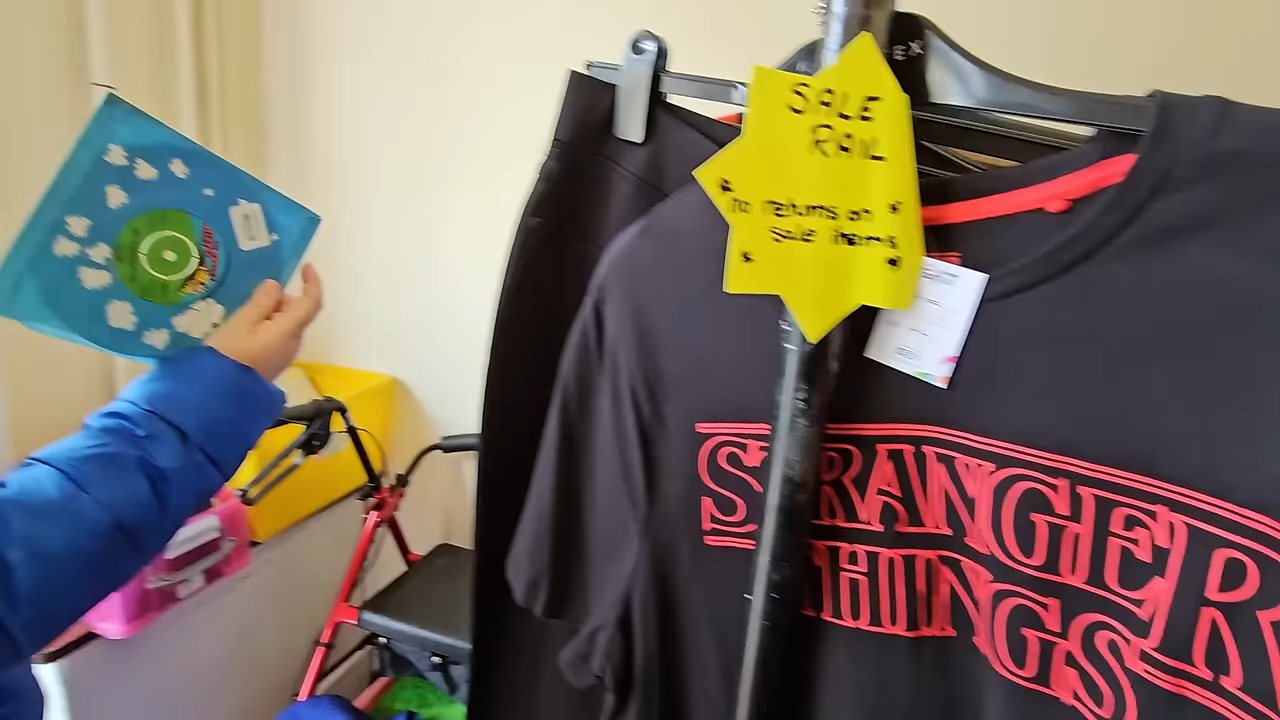 SALE
RAIL
no returns on
sale items
STRANGER
THINGS